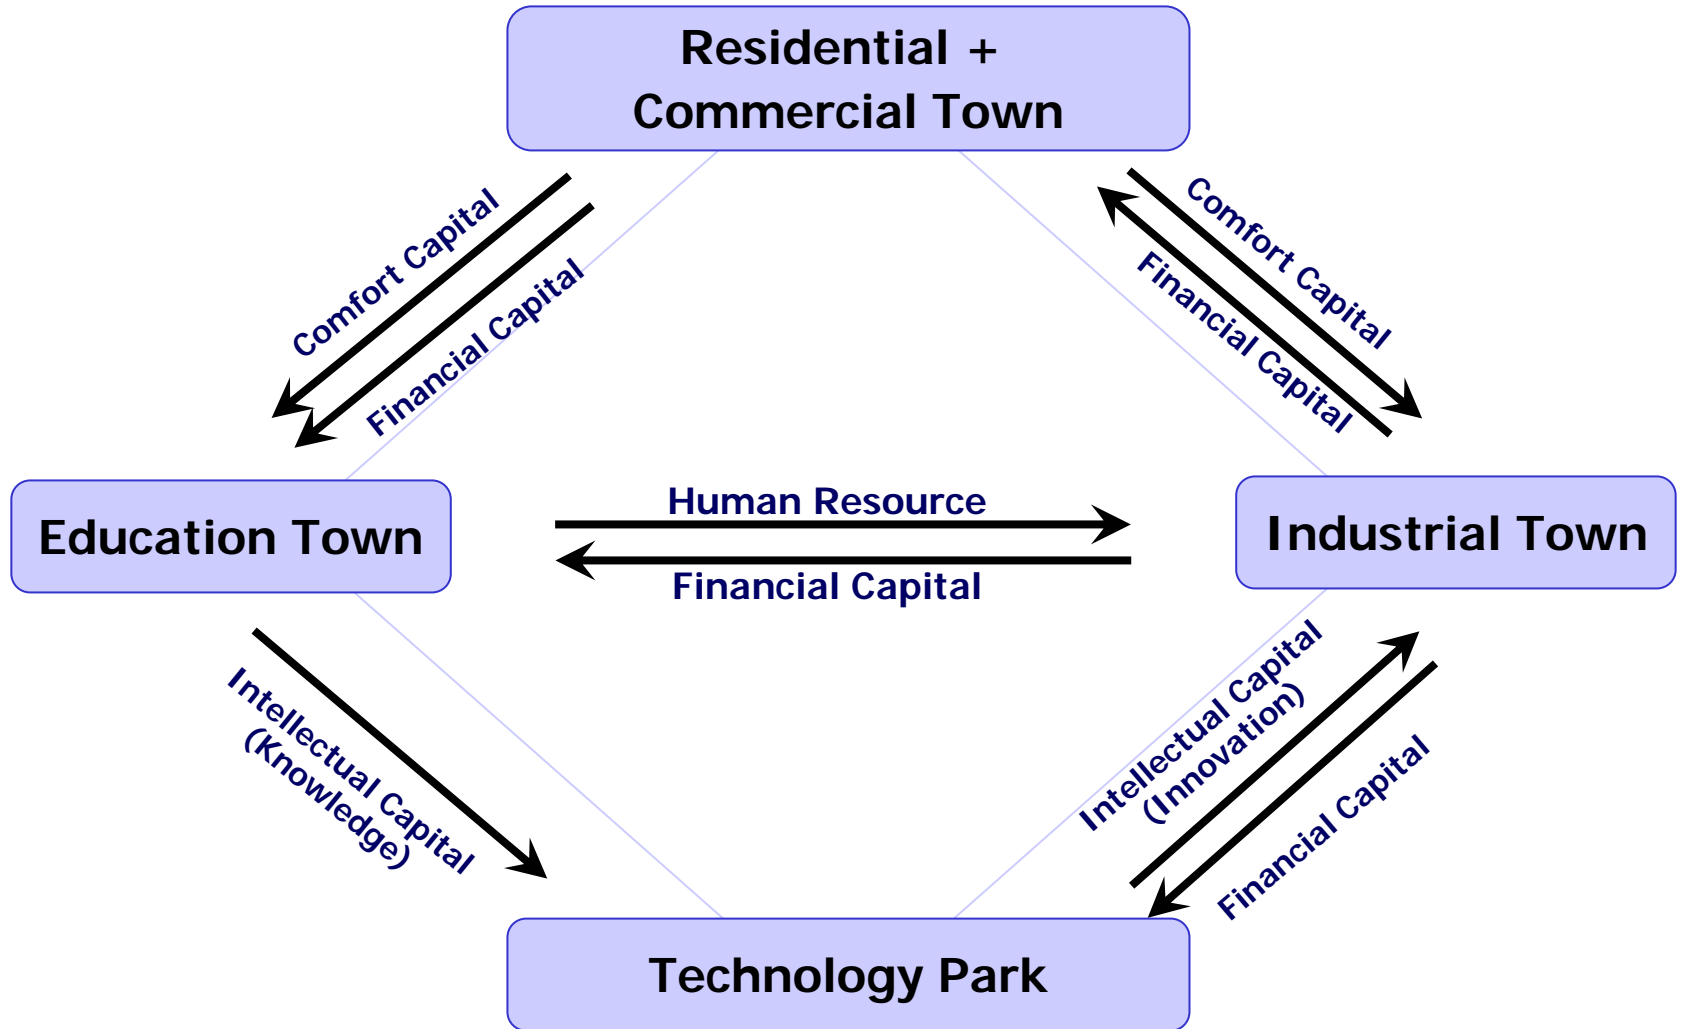 Residential +
Commercial Town
Comfort Capital
Financial Capital
Comfort Capital
Financial Capital
Education Town
Human Resource
Financial Capital
Industrial Town
Intellectual Capital
(Knowledge)
Intellectual Capital
(Innovation)
Financial Capital
Technology Park